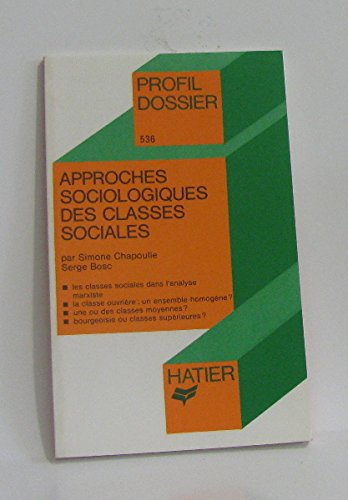 PROFIL
DOSSIER
536
APPROCHES
SOCIOLOGIQUES
DES CLASSES
SOCIALES
par Simone Chapoulie
Serge Bosc
■ les classes sociales dans l'analyse
marxiste
■ la classe ouvrière : un ensemble homogène ?
■ une ou des classes moyennes ?
■ bourgeoisie ou classes supérieures ?
HATIER